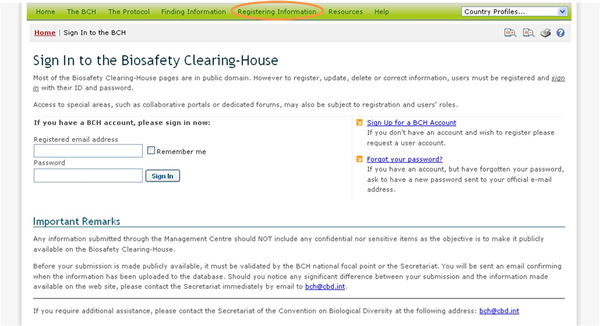 Home The BCH The Protocol Finding Information Registering Information Resources Help Country Profiles...
Home | Sign In to the BCH
Sign In to the Biosafety Clearing-House
Most of the Biosafety Clearing-House pages are in public domain. However to register, update, delete or correct information, users must be registered and sign
in with their ID and password.
Access to special areas, such as collaborative portals or dedicated forums, may also be subject to registration and users' roles.
If you have a BCH account, please sign in now:
Registered email address
Remember me
Password
Sign In
Sign Up for a BCH Account
If you don't have an account and wish to register please
request a user account.
Forgot your password?
If you have an account, but have forgotten your password,
ask to have a new password sent to your official e-mail
address.
Important Remarks
Any information submitted through the Management Centre should NOT include any confidential nor sensitive items as the objective is to make it publicly
available on the Biosafety Clearing-House.
Before your submission is made publicly available, it must be validated by the BCH national focal point or the Secretariat. You will be sent an email confirming
when the information has been uploaded to the database. Should you notice any significant difference between your submission and the information made
available on the web site, please contact the Secretariat immediately by email to bch@cbd.int.
If you require additional assistance, please contact the Secretariat of the Convention on Biological Diversity at the following address: bch@cbd.int